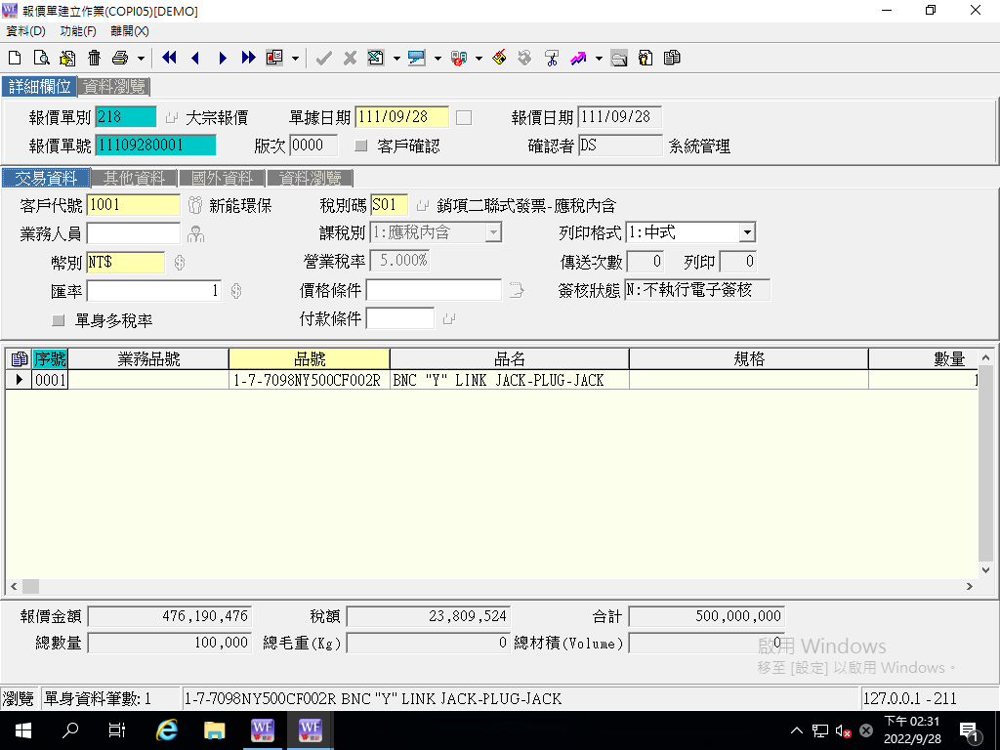 報價單建立作業(COPI05)[DEMO]
資料(D) 功能(F) 離開(X)
詳細欄位 資料瀏覽
報價單別 218 大宗報價 單據日期 111/09/28 報價日期 111/09/28
報價單號 11109280001 版次 0000 客戶確認 確認者 DS 系統管理
交易資料 其他資料 國外資料 資料瀏覽
客戶代號 1001 新能環保 稅別碼 S01 銷項二聯式發票-應稅內含
業務人員 課稅別 1:應稅內含 列印格式 1:中式
幣別 NT$ 營業稅率 5.000% 傳送次數 0 列印 0
匯率 1 價格條件 簽核狀態 N:不執行電子簽核
單身多稅率 付款條件
序號 業務品號 品號 品名 規格 數量
0001 1-7-7098NY500CF002R BNC "Y" LINK JACK-PLUG-JACK 1
報價金額 476,190,476 稅額 23,809,524 合計 500,000,000
總數量 100,000 總毛重(Kg) 0 總材積(Volume) 0
啟用 Windows
移至 [設定] 以啟用 Windows。
瀏覽 單身資料筆數: 1 1-7-7098NY500CF002R BNC "Y" LINK JACK-PLUG-JACK 127.0.0.1 - 211
WF WF 下午 02:31
2022/9/28 1